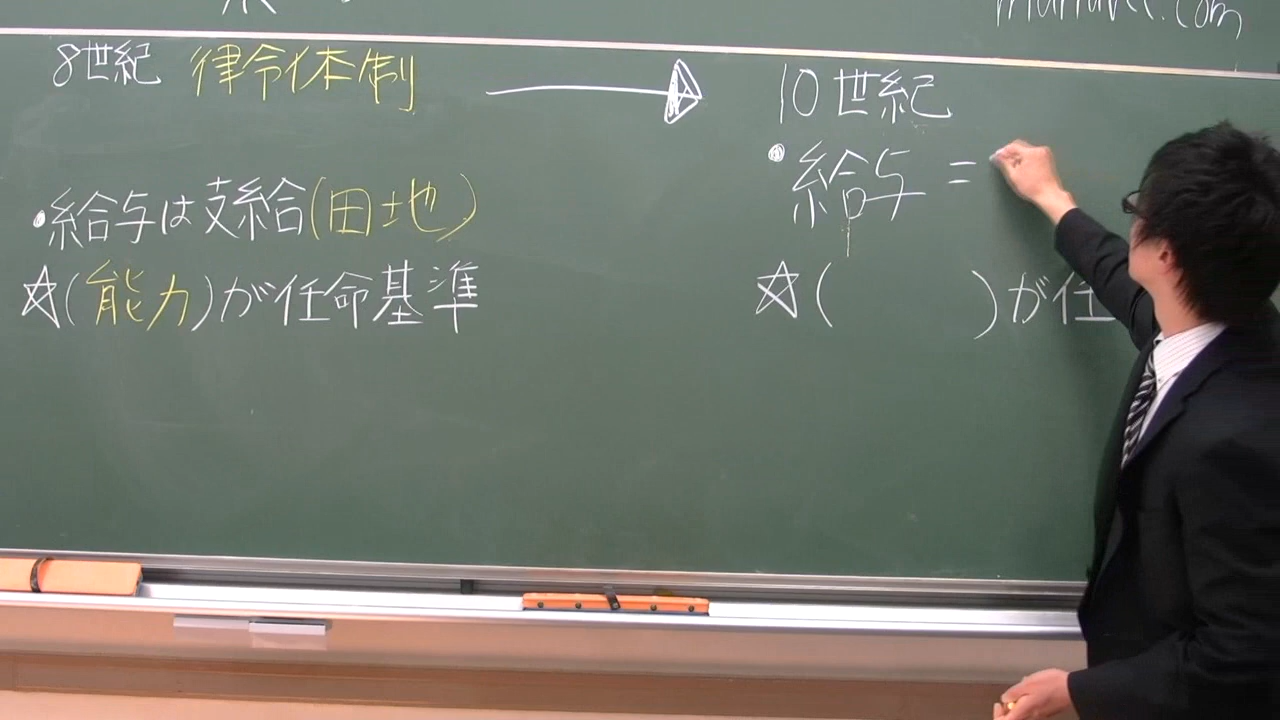 8世紀 律令体制
10世紀
・給与は支給(田地)
☆(能力)が任命基準
・給与=
☆( )が任